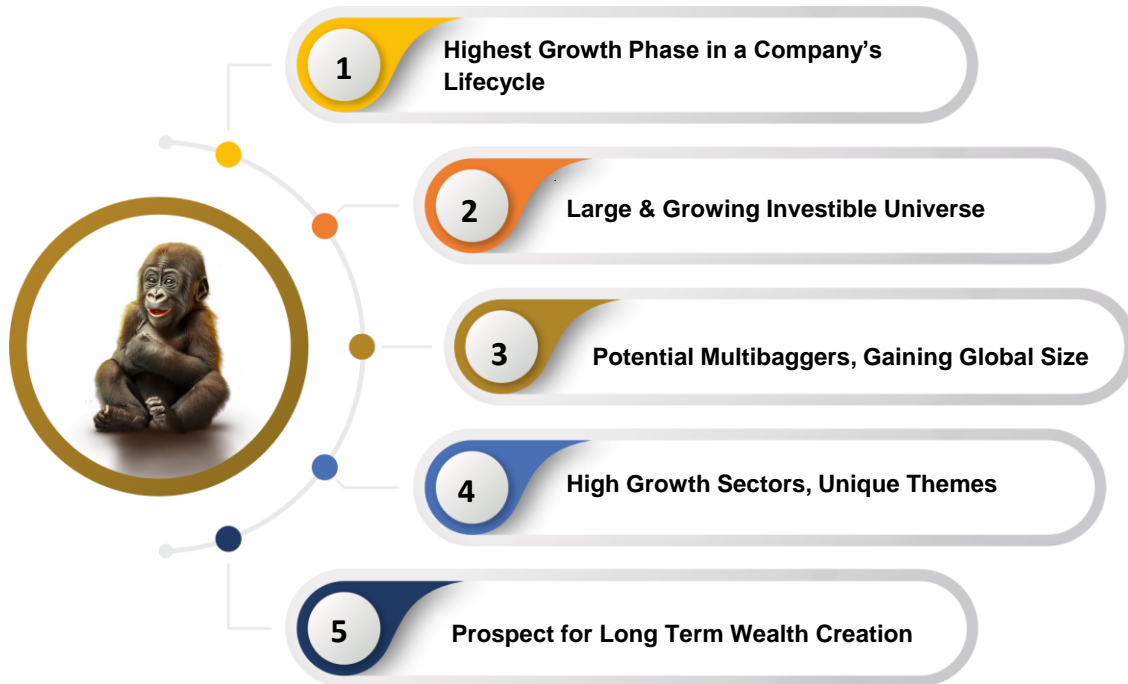 1
Highest Growth Phase in a Company's
Lifecycle
2
Large & Growing Investible Universe
3
Potential Multibaggers, Gaining Global Size
4
High Growth Sectors, Unique Themes
5
Prospect for Long Term Wealth Creation